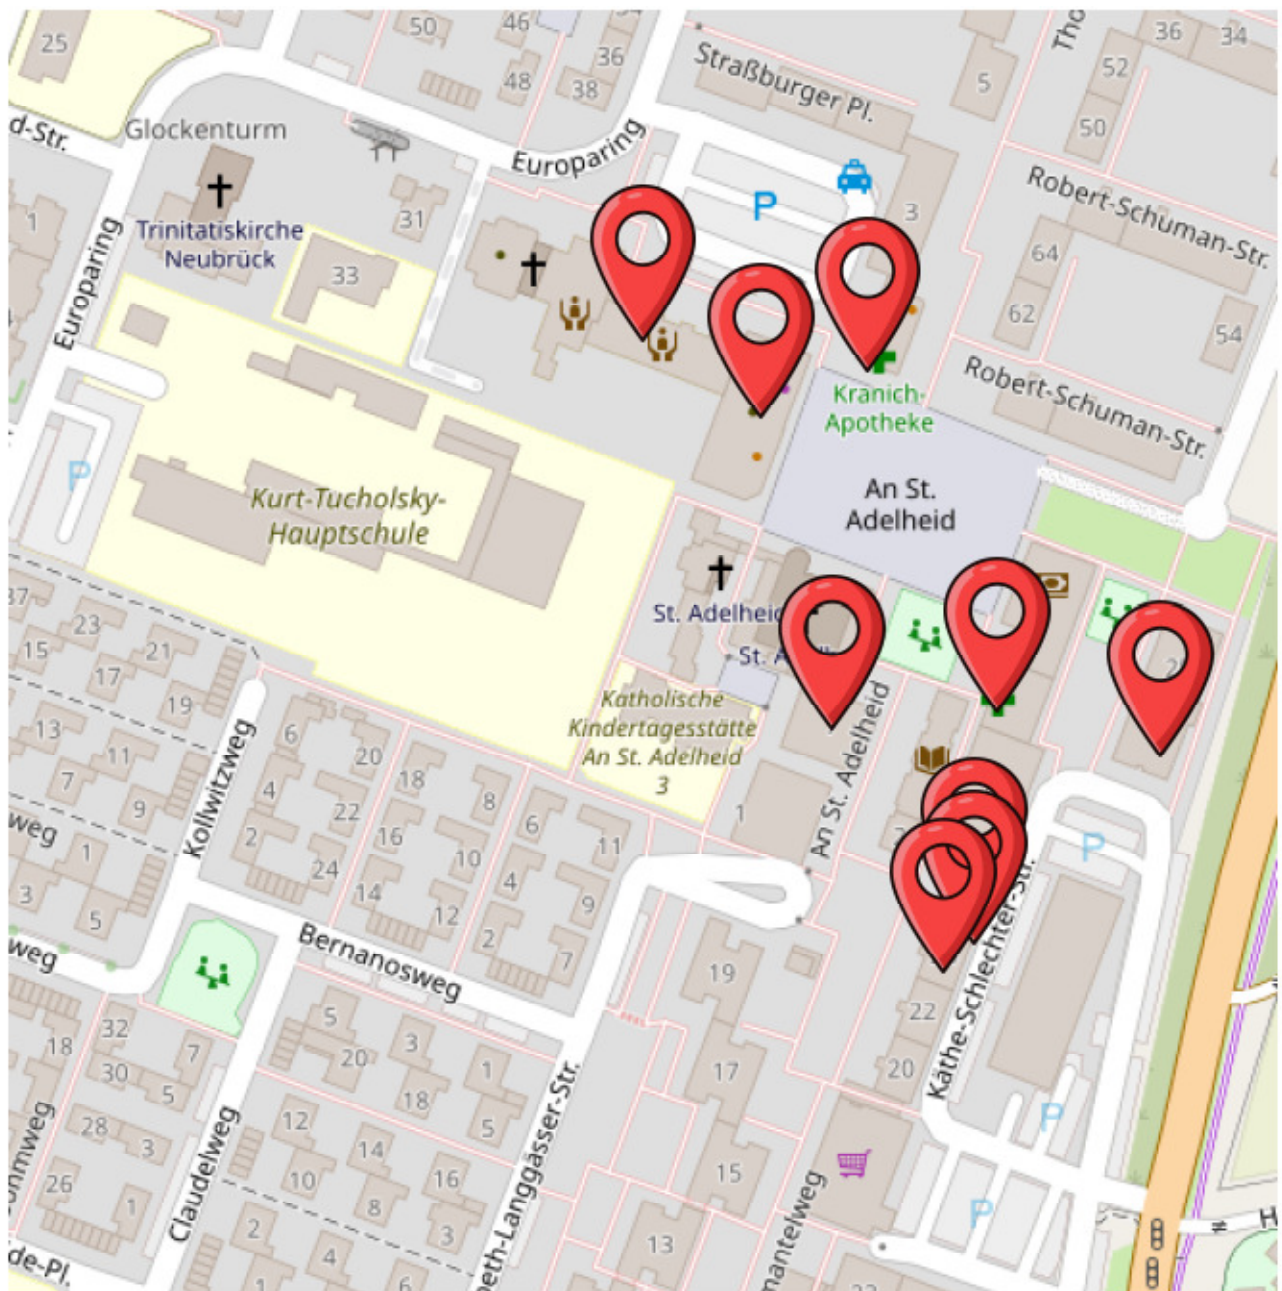 25
50
46
36
48
38
Straßburger Pl.
5
36
34
52
50
d-Str.
Glockenturm
Europaring
Robert-Schuman-Str.
1
Trinitatiskirche
Neubrück
31
P
3
Europaring
33
64
62
54
Robert-Schuman-Str.
Kranich-
Apotheke
P
Kurt-Tucholsky-
Hauptschule
An St.
Adelheid
37
23
15
21
17
19
St. Adelheid
Katholische
Kindertagesstätte
An St. Adelheid
3
An St. Adelheid
13
11
7
9
6
20
18
8
4
22
16
6
11
1
2
10
24
14
4
9
12
2
7
weg
1
3
5
Kollwitzweg
P
weg
Bernanosweg
19
22
Käthe-Schlechter-Str.
32
18
7
30
5
5
3
20
1
18
17
20
P
28
3
12
5
14
26
1
10
16
15
8
3
2
4
13
P
Claudelweg
1
6
de-Pl.
H